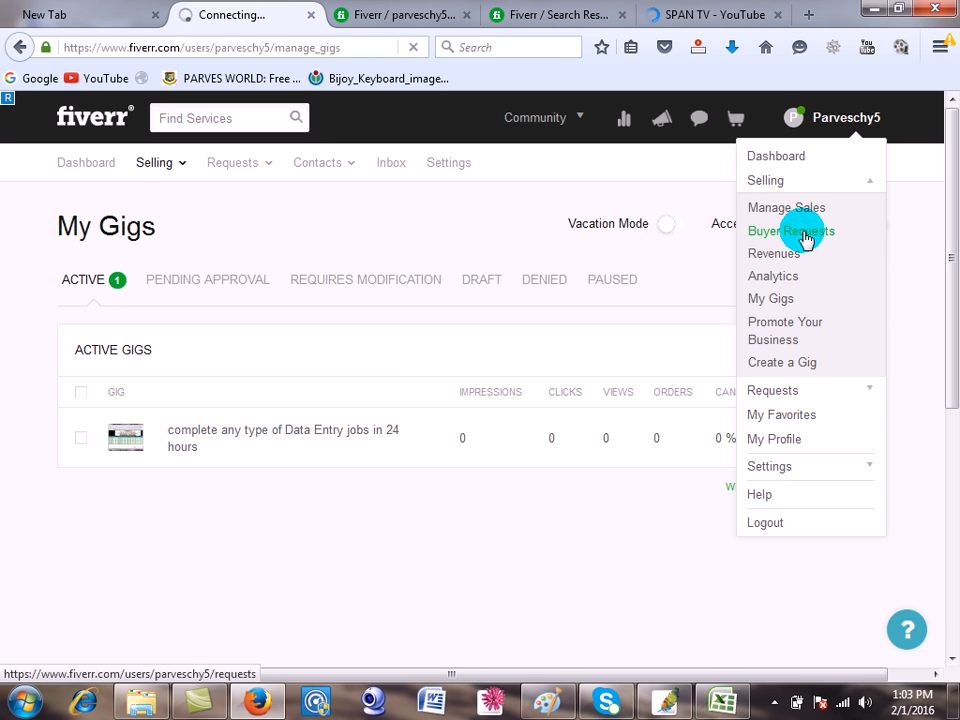 New Tab
Connecting...
Fiverr / parveschy5...
Fiverr / Search Res...
SPAN TV - YouTube
https://www.fiverr.com/users/parveschy5/manage_gigs
Search
Google
YouTube
PARVES WORLD: Free ...
Bijoy_Keyboard_image...
R
fiverr®
Find Services
Community
P
Parveschy5
Dashboard
Selling
Requests
Contacts
Inbox
Settings
Dashboard
Selling
Manage Sales
Buyer Requests
Revenues
Analytics
My Gigs
Promote Your
Business
Create a Gig
Requests
My Favorites
My Profile
Settings
Help
Logout
My Gigs
Vacation Mode
Acce
ACTIVE 1
PENDING APPROVAL
REQUIRES MODIFICATION
DRAFT
DENIED
PAUSED
ACTIVE GIGS
GIG
IMPRESSIONS
CLICKS
VIEWS
ORDERS
CAN
complete any type of Data Entry jobs in 24
hours
0
0
0
0
0 %
W
?
https://www.fiverr.com/users/parveschy5/requests
1:03 PM
2/1/2016